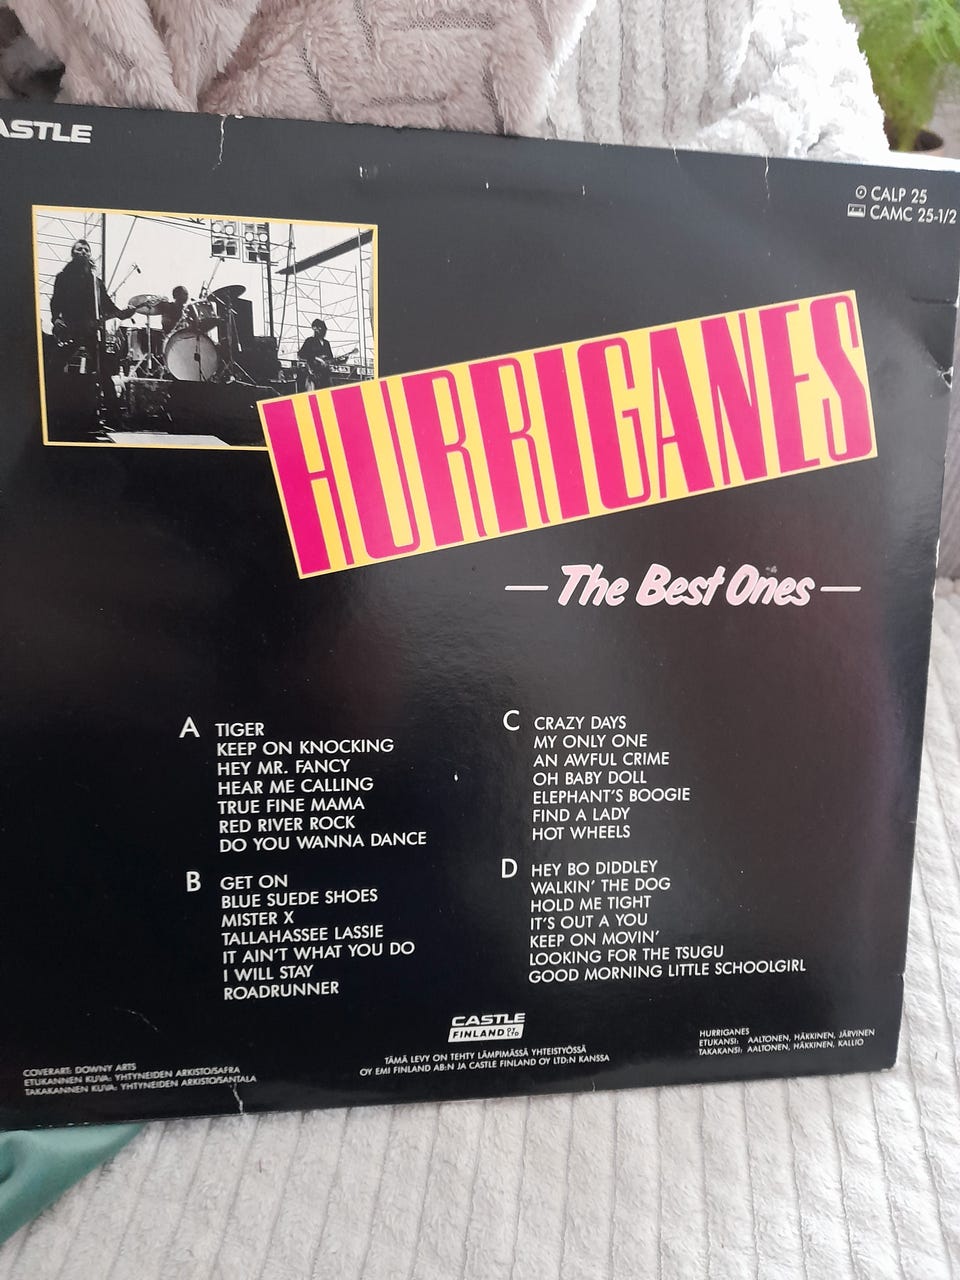 ASTLE
CALP 25
CAMC 25-1/2
HURRIGANES
The Best Ones
A TIGER
KEEP ON KNOCKING
HEY MR. FANCY
HEAR ME CALLING
TRUE FINE MAMA
RED RIVER ROCK
DO YOU WANNA DANCE
B GET ON
BLUE SUEDE SHOES
MISTER X
TALLAHASSEE LASSIE
IT AIN'T WHAT YOU DO
I WILL STAY
ROADRUNNER
C CRAZY DAYS
MY ONLY ONE
AN AWFUL CRIME
OH BABY DOLL
ELEPHANT'S BOOGIE
FIND A LADY
HOT WHEELS
D HEY BO DIDDLEY
WALKIN' THE DOG
HOLD ME TIGHT
IT'S OUT A YOU
KEEP ON MOVIN'
LOOKING FOR THE TSUGU
GOOD MORNING LITTLE SCHOOLGIRL
COVERART: DOWNY ARTS
ETUKANNEN KUVA: YHTYNEIDEN ARKISTO/SAFRA
TAKAKANNEN KUVA: YHTYNEIDEN ARKISTO/SANTALA
CASTLE
FINLAND OY LTD
TÄMÄ LEVY ON TEHTY LÄMPIMÄSSÄ YHTEISTYÖSSÄ
OY EMI FINLAND AB:N JA CASTLE FINLAND OY LTD:N KANSSA
HURRIGANES
ETUKANSI: AALTONEN, HÄKKINEN, JÄRVINEN
TAKAKANSI: AALTONEN, HÄKKINEN, KALLIO